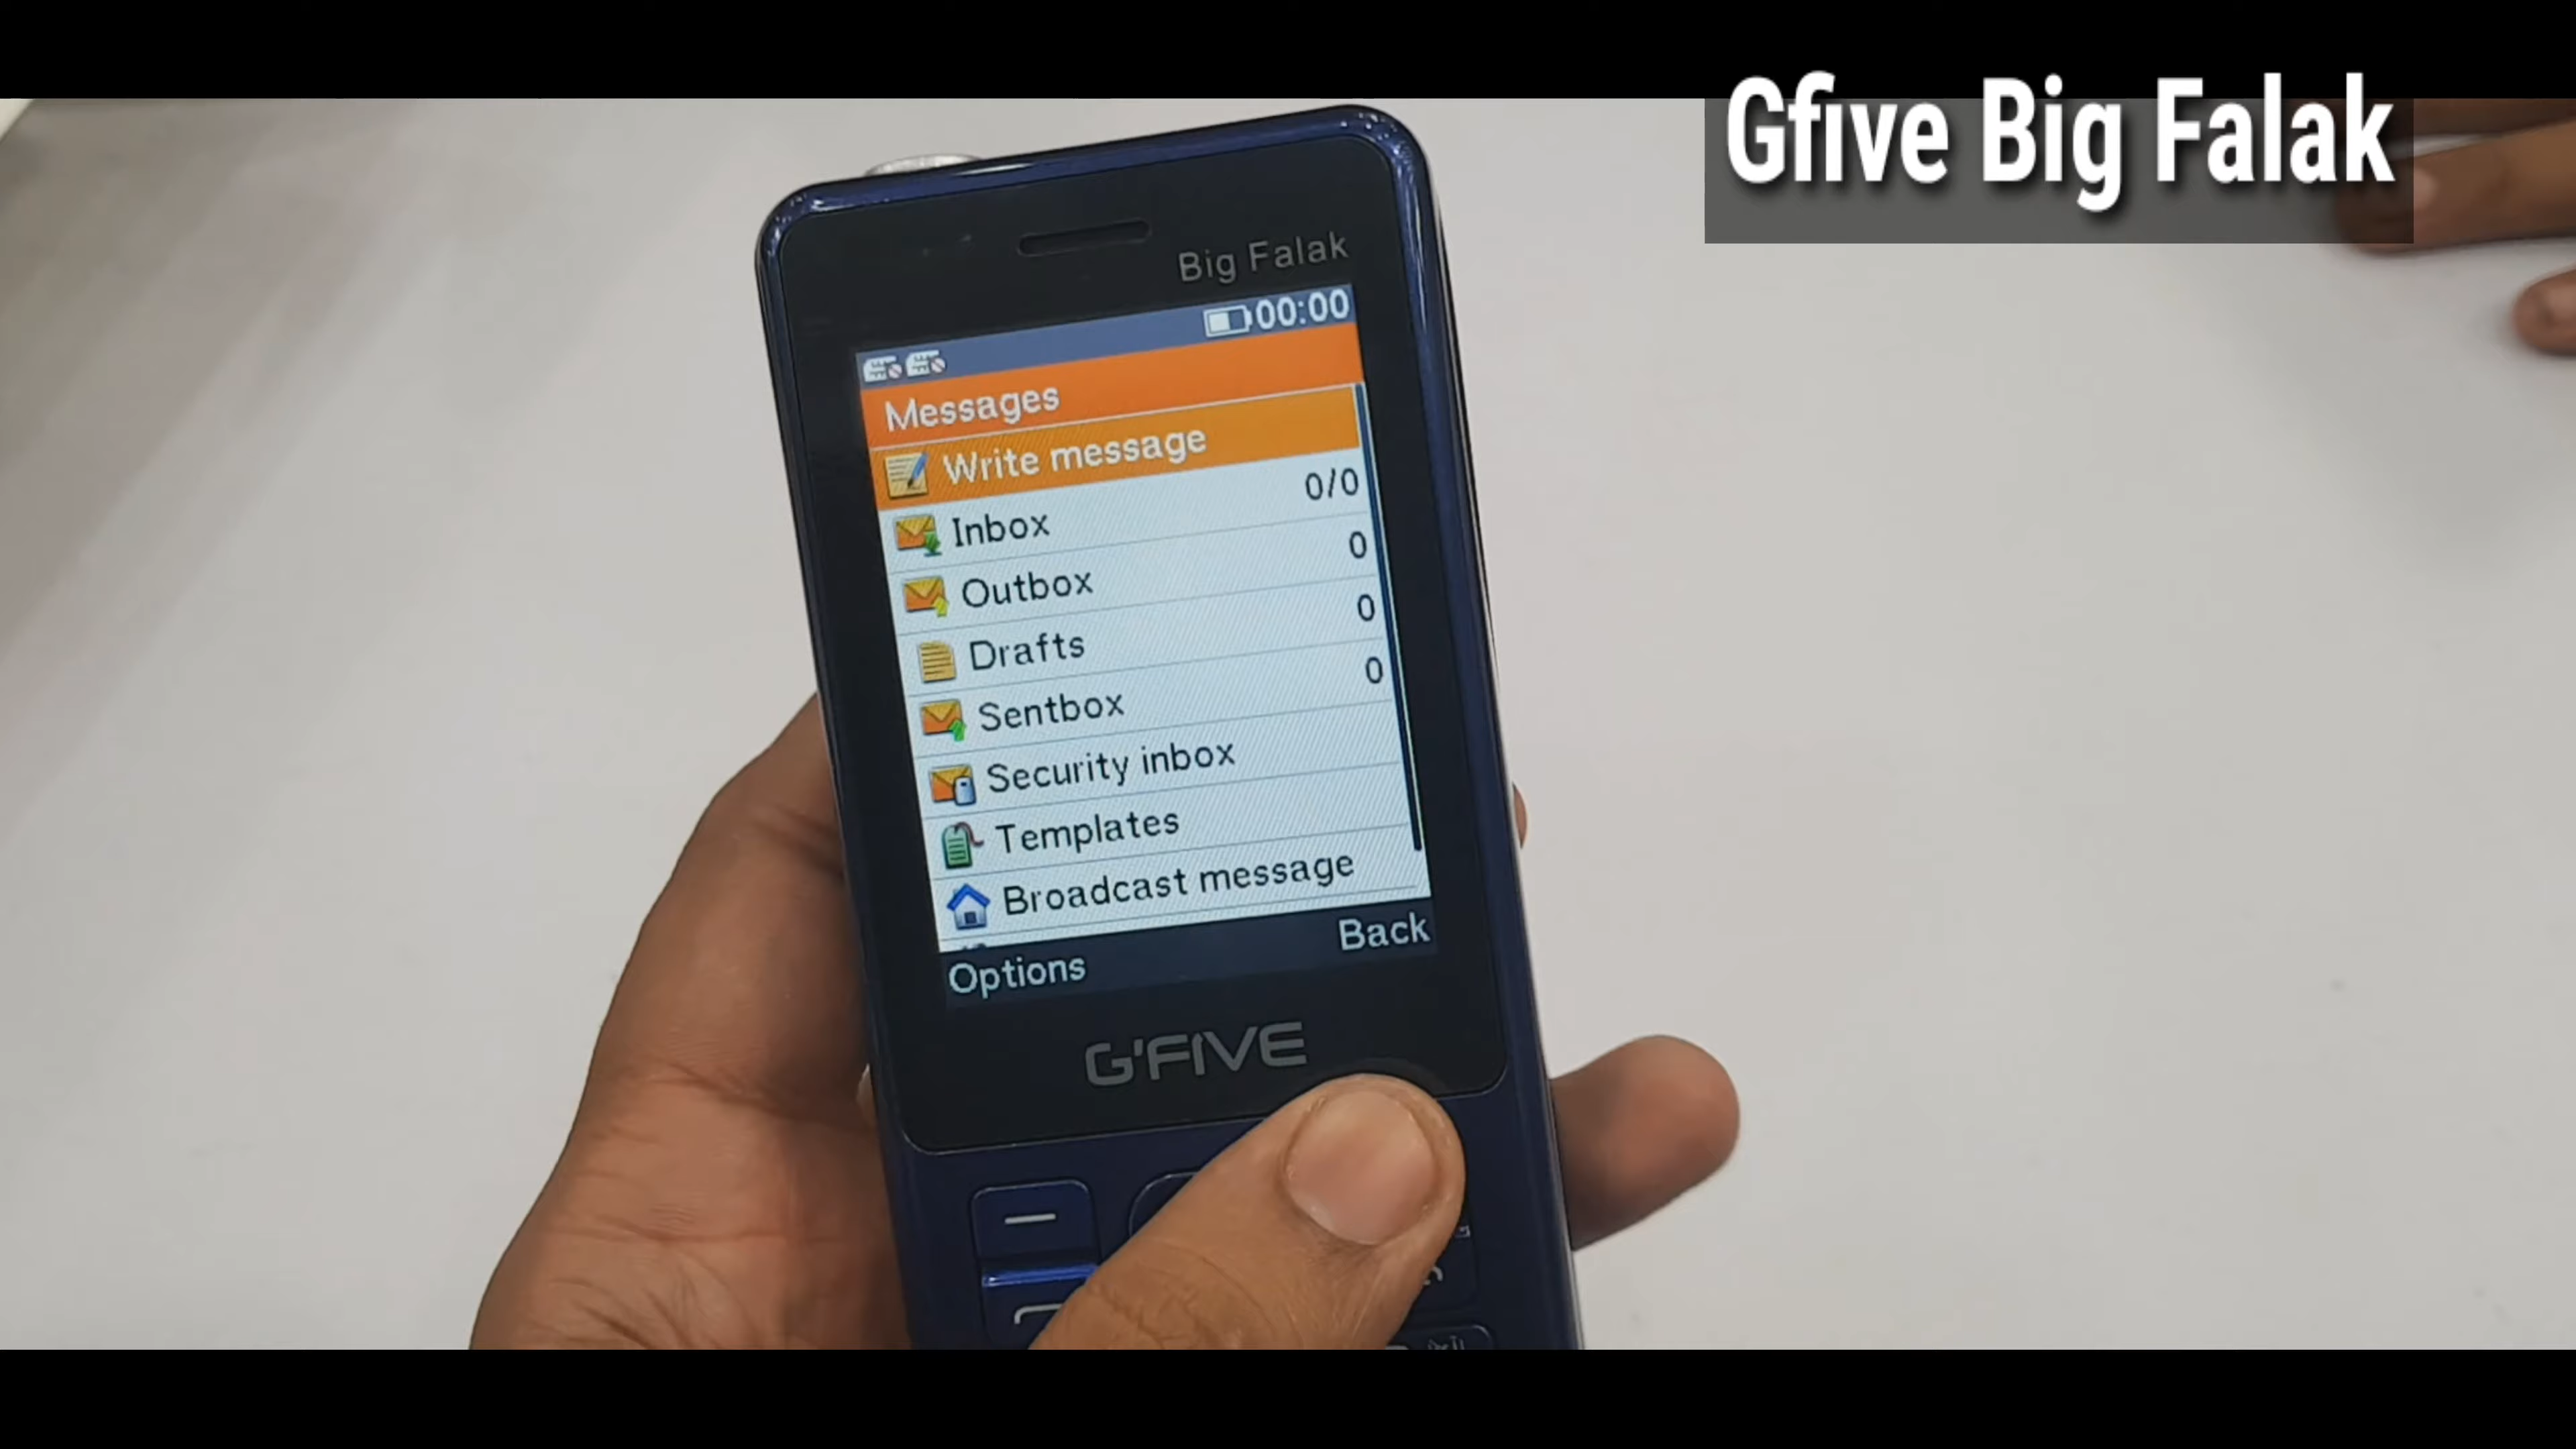 Gfive Big Falak
Big Falak
00:00
Messages
Write message
Inbox 0/0
Outbox 0
Drafts 0
Sentbox 0
Security inbox
Templates
Broadcast message
Options Back
G'FIVE